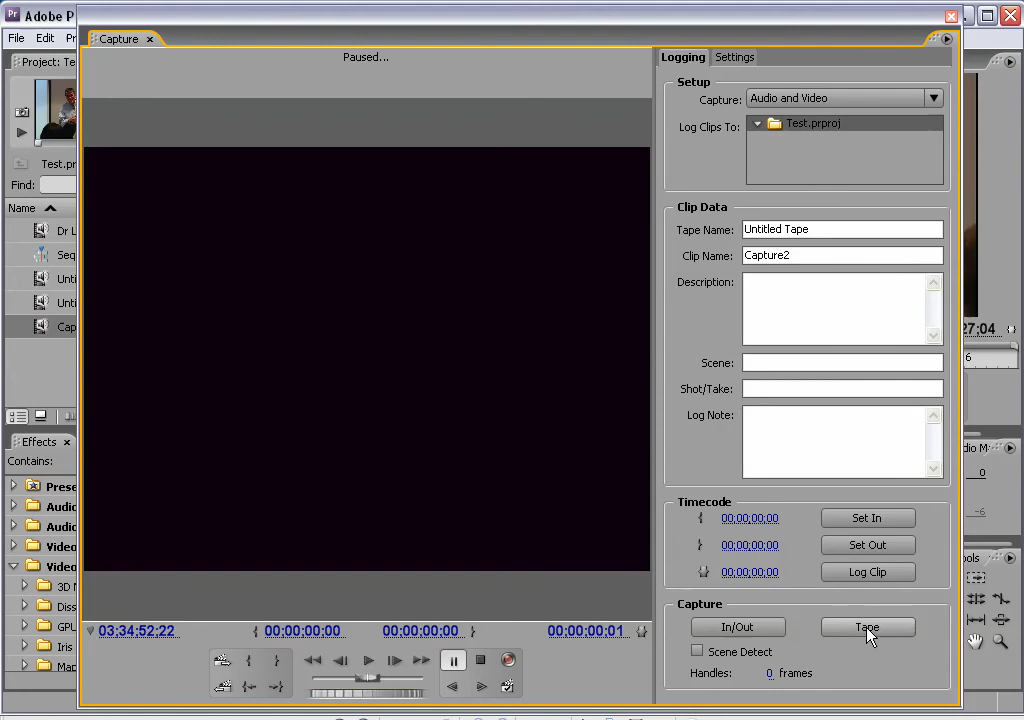 Adobe P
File Edit Pr
Capture
Project: Te
Paused...
Logging Settings
Setup
Capture: Audio and Video
Log Clips To: Test.prproj
Test.pr
Find:
Name
Dr L
Seq
Unti
Unti
Cap
Clip Data
Tape Name: Untitled Tape
Clip Name: Capture2
Description:
Scene:
Shot/Take:
Log Note:
27;04
6
Effects
Contains:
Prese
Audio
Audio
Video
Video
3D M
Diss
GPU
Iris
Map
dio M
0
-6
ools
Timecode
00;00;00;00 Set In
00;00;00;00 Set Out
00;00;00;00 Log Clip
Capture
In/Out Tape
Scene Detect
Handles: 0 frames
03;34;52;22 00;00;00;00 00;00;00;00 00;00;00;01